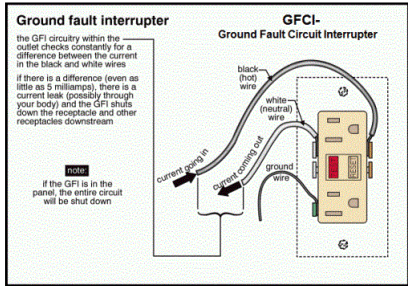 Ground fault interrupter
the GFI circuitry within the
outlet checks constantly for a
difference between the current
in the black and white wires
if there is a difference (even as
little as 5 milliamps), there is a
current leak (possibly through
your body) and the GFI shuts
down the receptacle and other
receptacles downstream
note:
if the GFI is in the
panel, the entire circuit
will be shut down
GFCI-
Ground Fault Circuit Interrupter
black
(hot)
wire
white
(neutral)
wire
current going in
current coming out
ground
wire